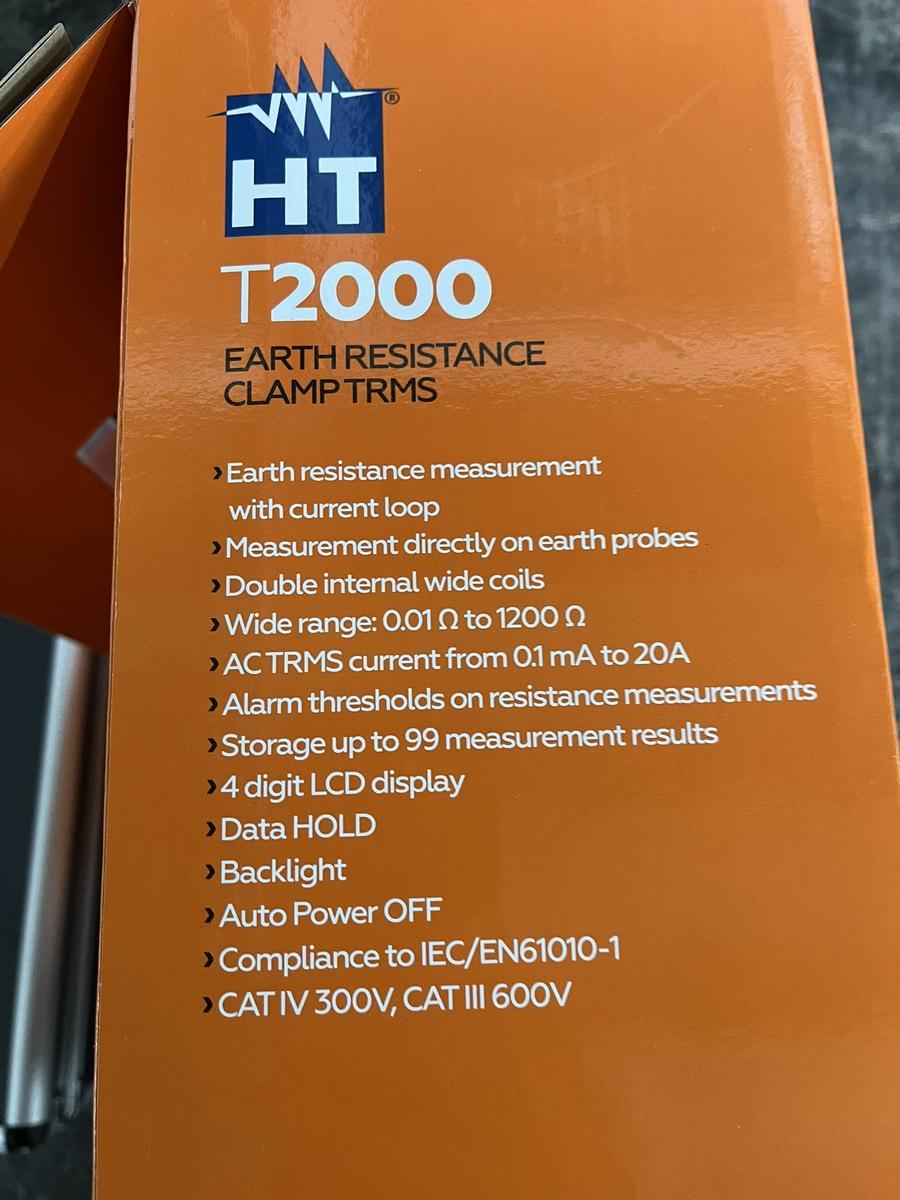 ®
HT
T2000
EARTH RESISTANCE
CLAMP TRMS
› Earth resistance measurement
with current loop
› Measurement directly on earth probes
› Double internal wide coils
› Wide range: 0.01 Ω to 1200 Ω
› AC TRMS current from 0.1 mA to 20A
› Alarm thresholds on resistance measurements
› Storage up to 99 measurement results
› 4 digit LCD display
› Data HOLD
› Backlight
› Auto Power OFF
› Compliance to IEC/EN61010-1
› CAT IV 300V, CAT III 600V